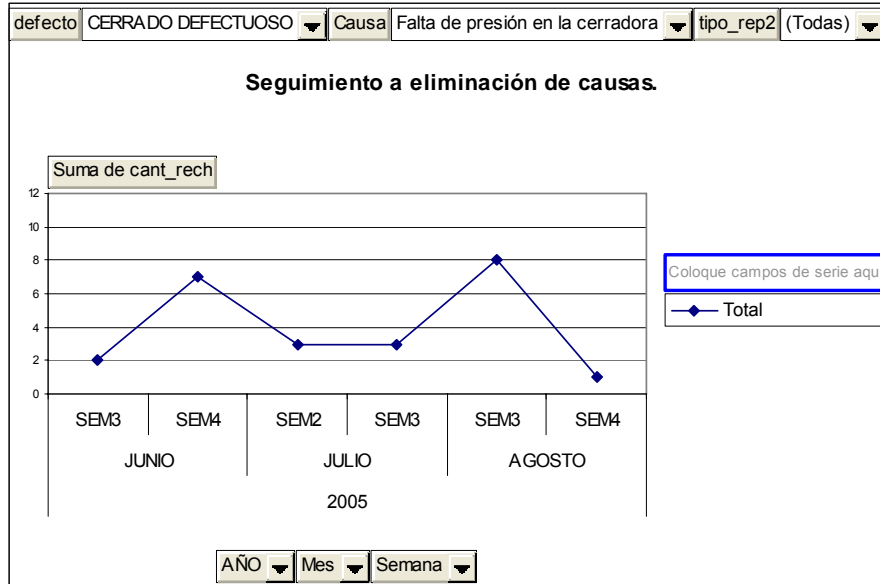 defecto CERRADO DEFECTUOSO Causa Falta de presión en la cerradora tipo_rep2 (Todas)
Seguimiento a eliminación de causas.
Suma de cant_rech
12
10
8
6
4
2
0
Coloque campos de serie aqu
Total
SEM3 SEM4 SEM2 SEM3 SEM3 SEM4
JUNIO JULIO AGOSTO
2005
AÑO Mes Semana